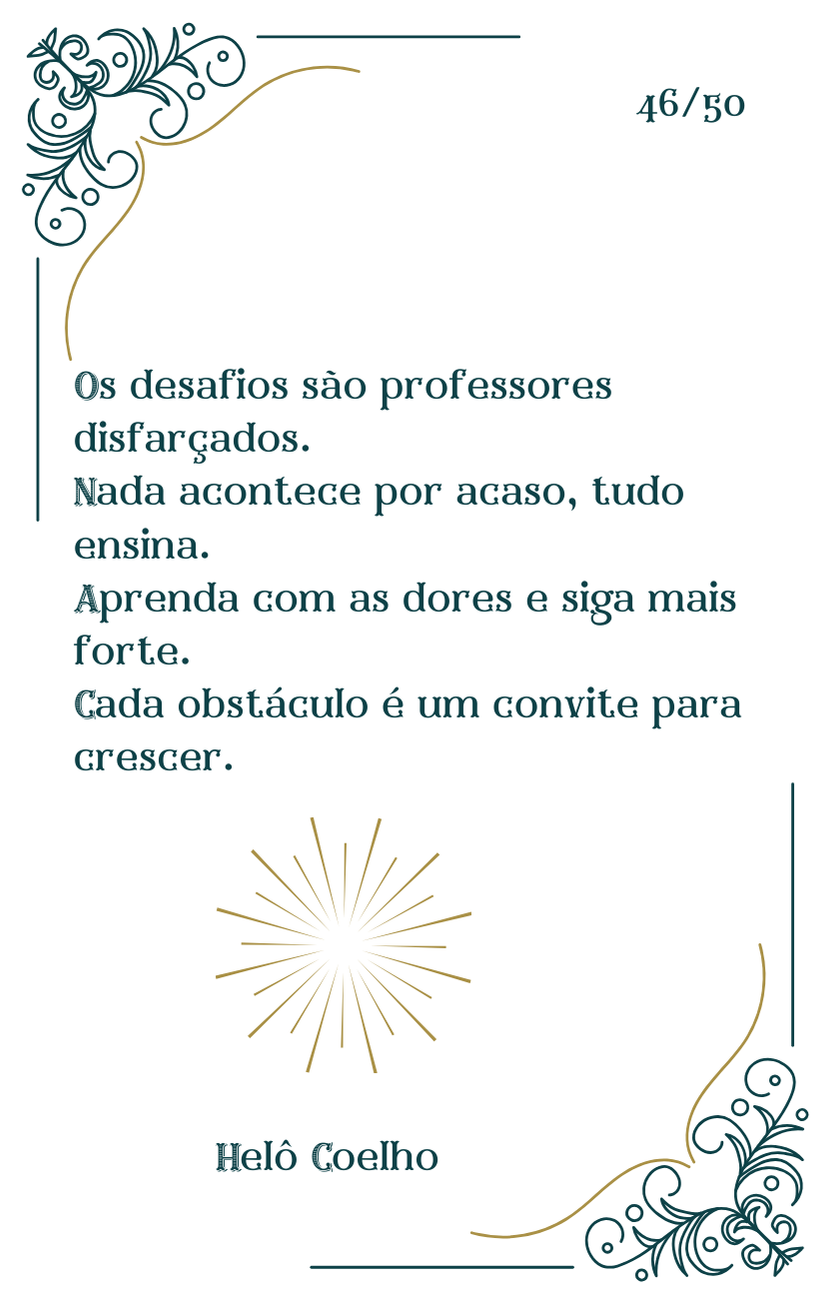 46/50
Os desafios são professores
disfarçados.
Nada acontece por acaso, tudo
ensina.
Aprenda com as dores e siga mais
forte.
Cada obstáculo é um convite para
crescer.
Helô Coelho